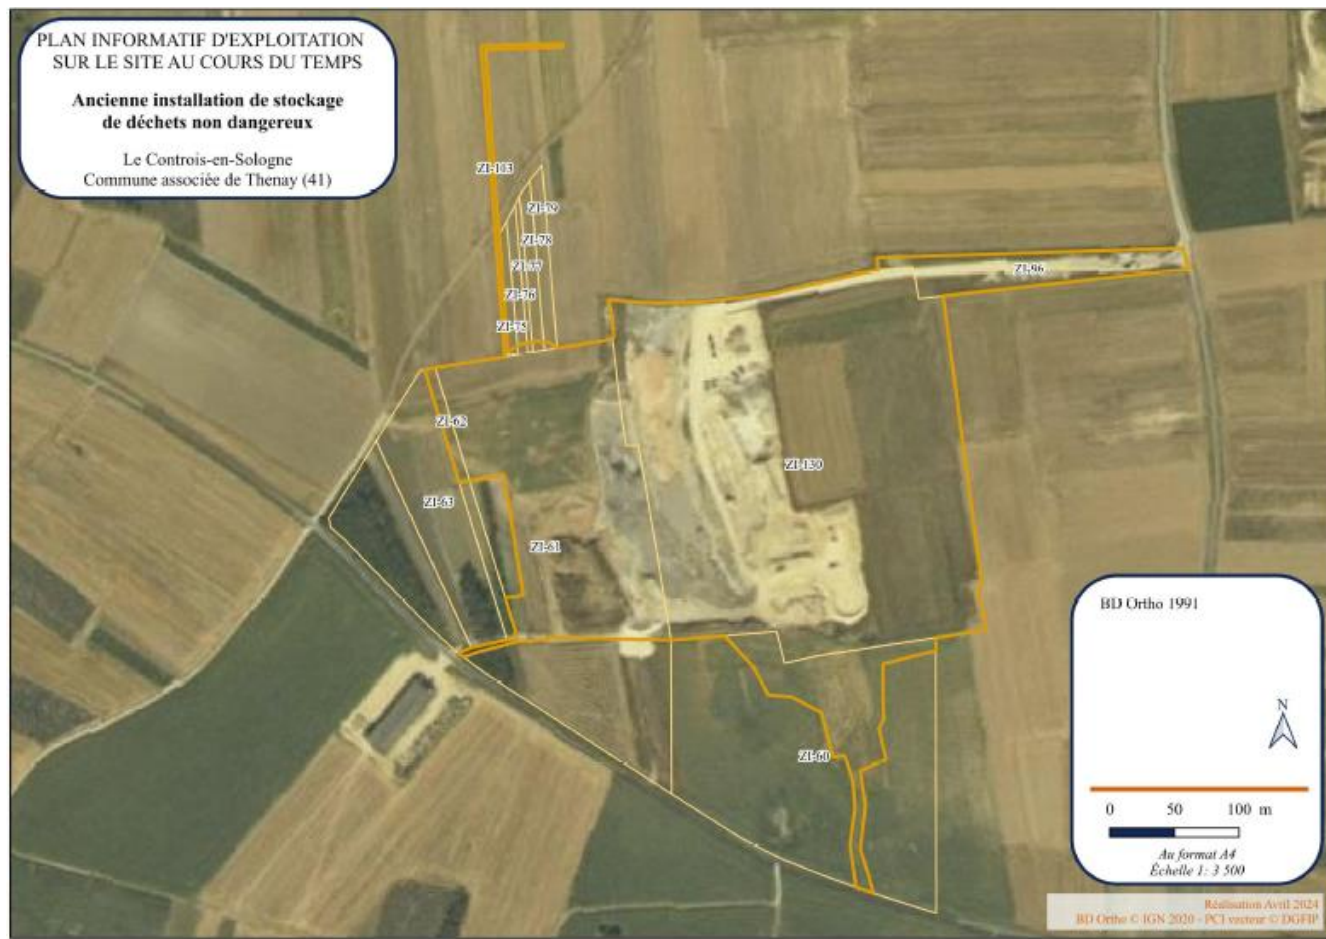 PLAN INFORMATIF D'EXPLOITATION
SUR LE SITE AU COURS DU TEMPS
Ancienne installation de stockage
de déchets non dangereux
Le Controis-en-Sologne
Commune associée de Thenay (41)
ZI-113
ZI-79
ZI-78
ZI-77
ZI-76
ZI-75
ZI-96
ZI-62
ZI-130
ZI-63
ZI-61
ZI-60
BD Ortho 1991
N
0 50 100 m
Au format A4
Échelle 1: 3 500
Réalisation Avril 2024
BD Ortho © IGN 2020 - PCI vecteur © DGFIP